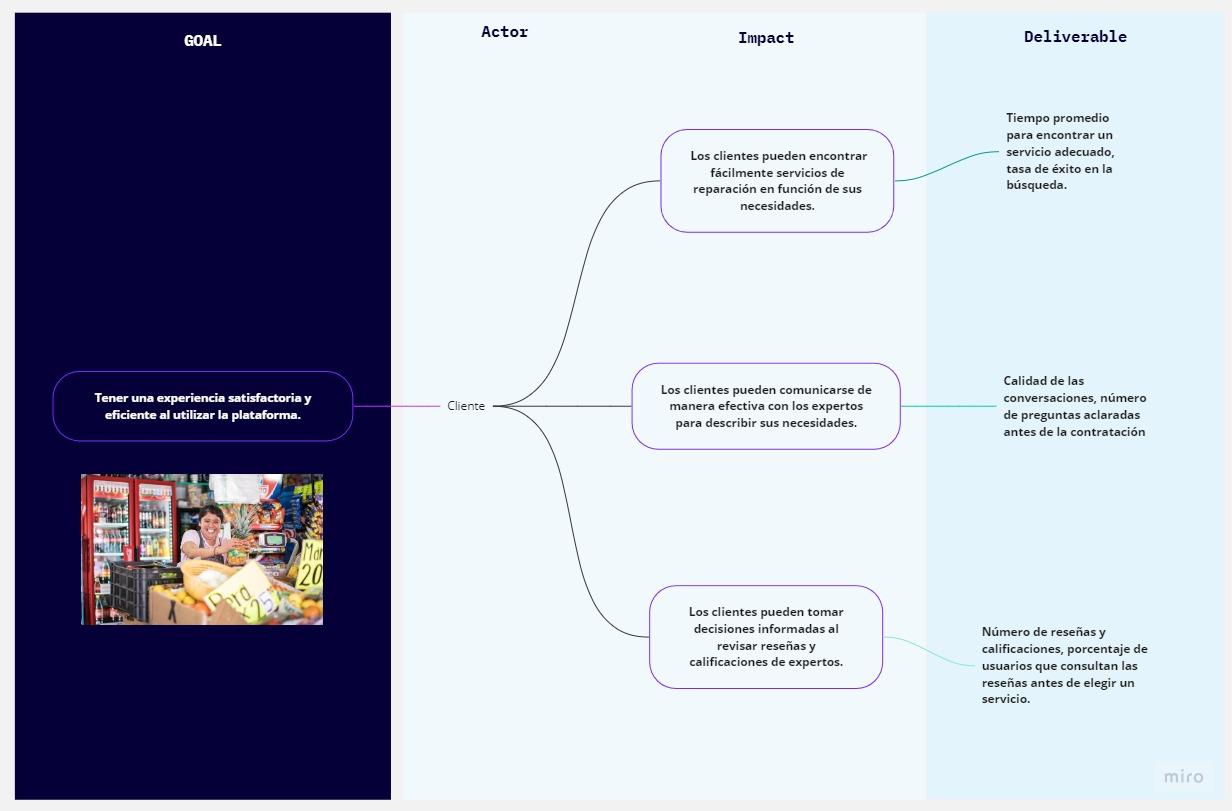 GOAL
Actor
Impact
Deliverable
Tener una experiencia satisfactoria y
eficiente al utilizar la plataforma.
Cliente
Los clientes pueden encontrar
fácilmente servicios de
reparación en función de sus
necesidades.
Tiempo promedio
para encontrar un
servicio adecuado,
tasa de éxito en la
búsqueda.
Los clientes pueden comunicarse de
manera efectiva con los expertos
para describir sus necesidades.
Calidad de las
conversaciones, número
de preguntas aclaradas
antes de la contratación
Los clientes pueden tomar
decisiones informadas al
revisar reseñas y
calificaciones de expertos.
Número de reseñas y
calificaciones, porcentaje de
usuarios que consultan las
reseñas antes de elegir un
servicio.
miro